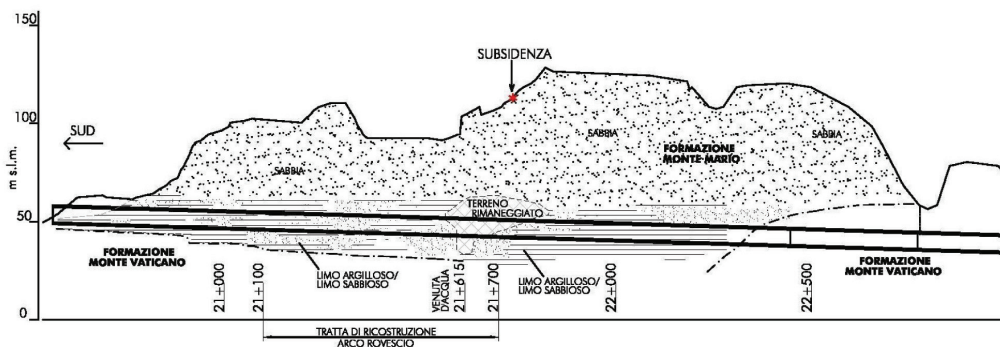 150
SUBSIDENZA
100
m s.l.m.
SUD
SABBIA
SABBIA
SABBIA
FORMAZIONE
MONTE MARIO
TERRENO
RIMANEGGIATO
50
FORMAZIONE
MONTE VATICANO
LIMO ARGILLOSO/
LIMO SABBIOSO
LIMO ARGILLOSO/
LIMO SABBIOSO
FORMAZIONE
MONTE VATICANO
21+000
21+100
VENUTA
D'ACQUA
21+615
21+700
22+000
22+500
0
TRATTA DI RICOSTRUZIONE
ARCO ROVESCIO